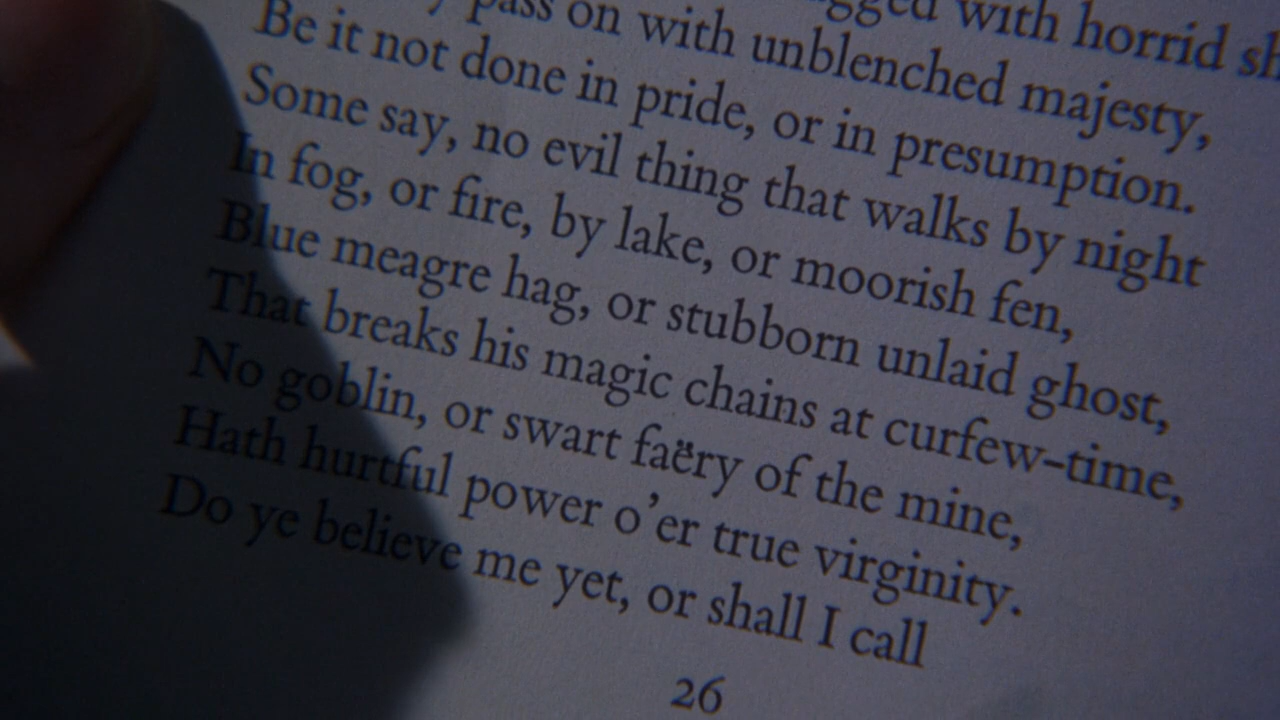 with horrid
pass on with unblenched majesty,
Be it not done in pride, or in presumption.
Some say, no evil thing that walks by night
In fog, or fire, by lake, or moorish fen,
Blue meagre hag, or stubborn unlaid ghost,
That breaks his magic chains at curfew-time,
No goblin, or swart faëry of the mine,
Hath hurtful power o'er true virginity.
Do ye believe me yet, or shall I call
26